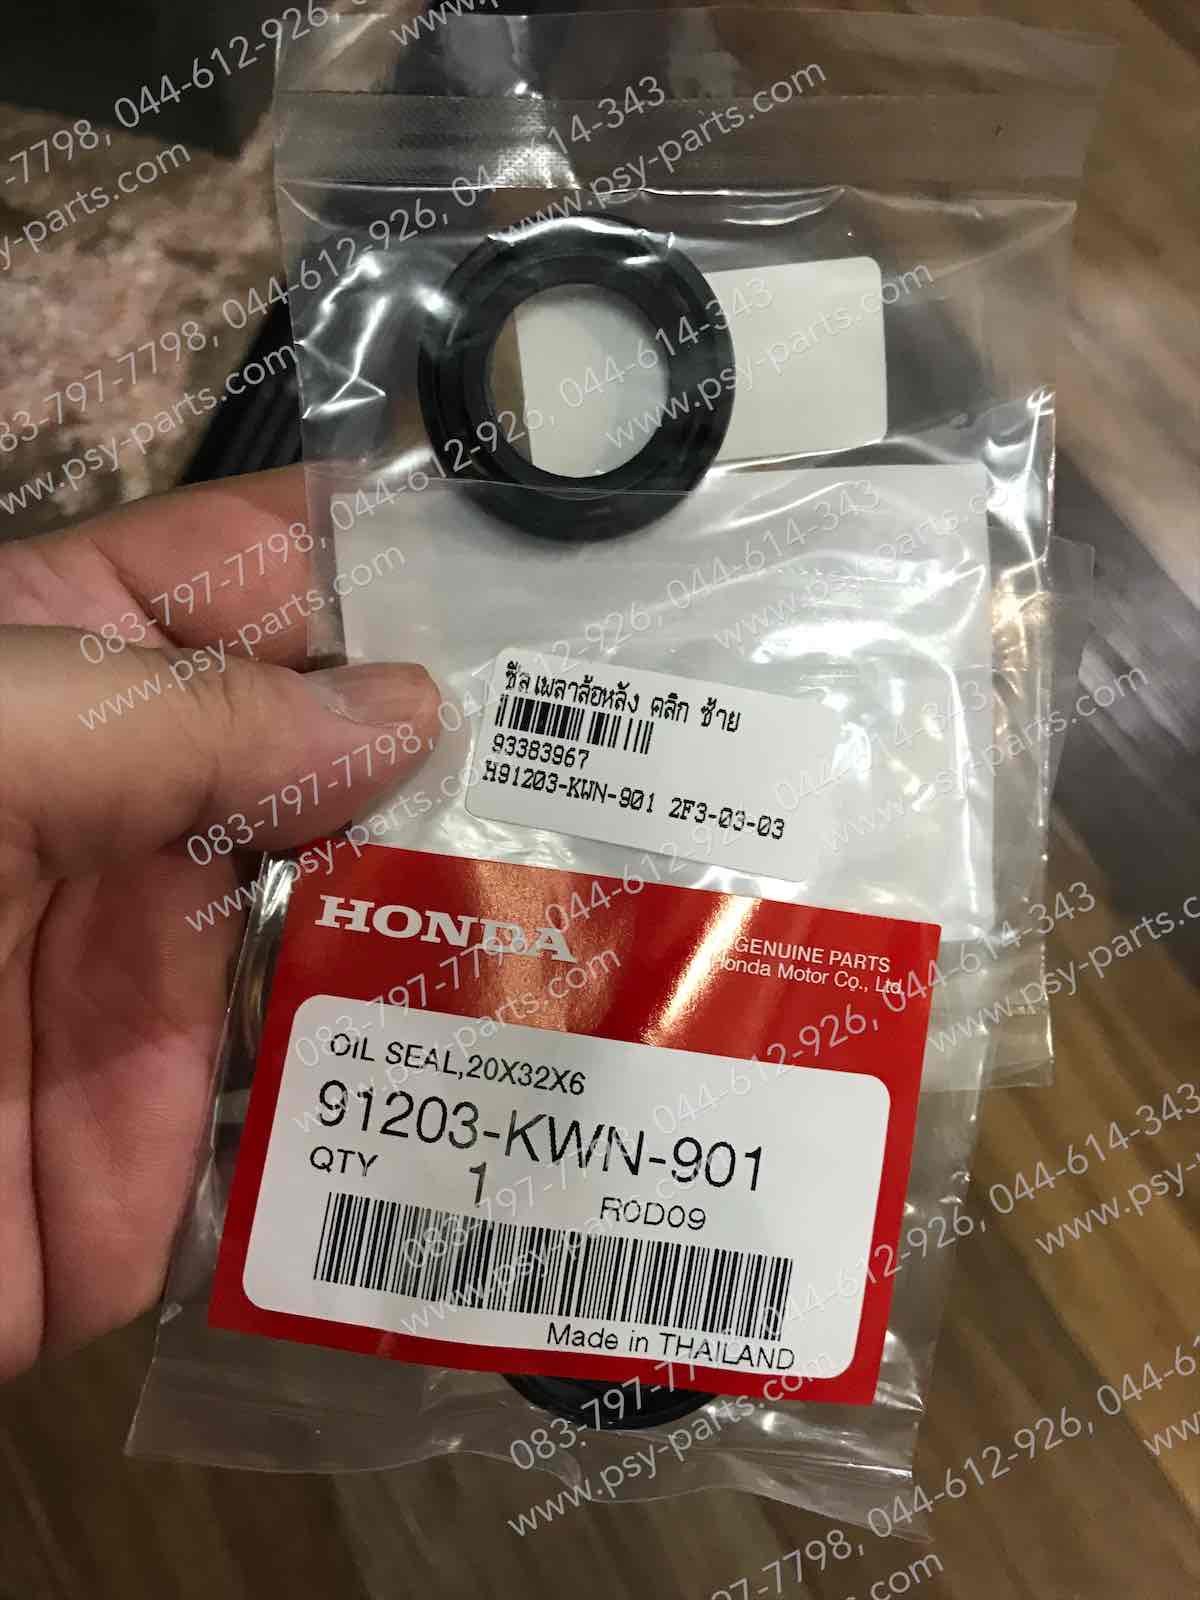 083-797-7798, 044-612-926, 044-614-343
www.psy-parts.com
ซีลเพลาล้อหลัง คลิก ซ้าย
93383967
H91203-KWN-901 2F3-03-03
HONDA
GENUINE PARTS
Honda Motor Co., Ltd.
OIL SEAL,20X32X6
91203-KWN-901
QTY 1
R0D09
Made in THAILAND